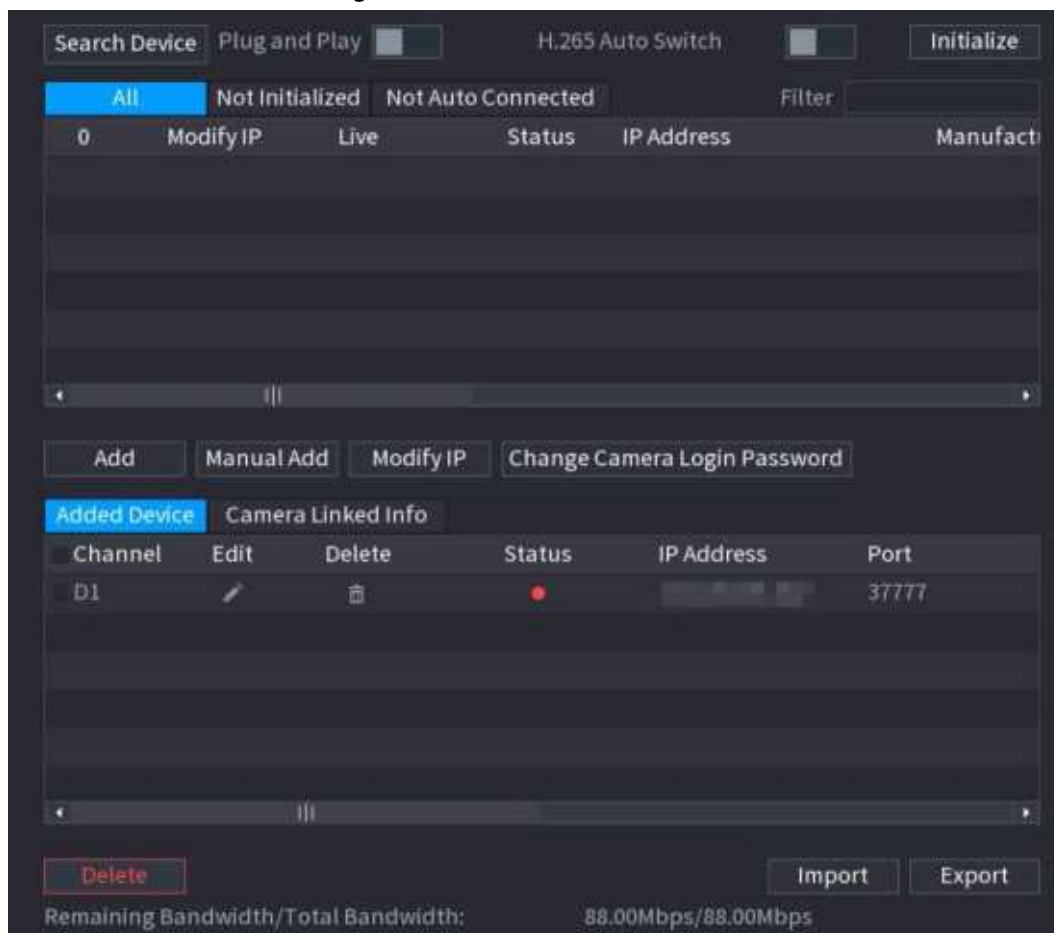 Search Device Plug and Play H.265 Auto Switch Initialize
All Not Initialized Not Auto Connected Filter
0 Modify IP Live Status IP Address Manufact
Add Manual Add Modify IP Change Camera Login Password
Added Device Camera Linked Info
Channel Edit Delete Status IP Address Port
D1 37777
Delete Import Export
Remaining Bandwidth/Total Bandwidth: 88.00Mbps/88.00Mbps